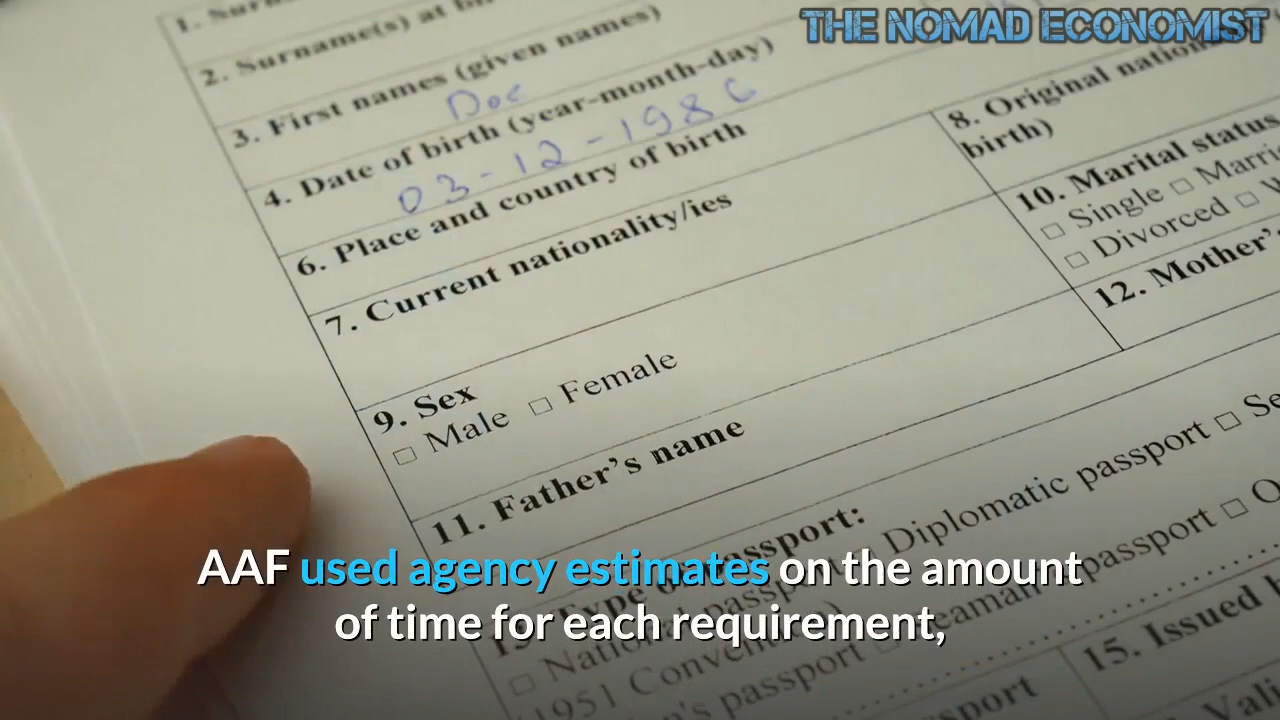 THE NOMAD ECONOMIST
1.
2. Surname(s) at
3. First names (given names)
Doe
4. Date of birth (year-month-day)
03-12-1986
6. Place and country of birth
7. Current nationality/ies
8. Original
birth)
9. Sex
□ Male □ Female
10. Marital status
□ Single □
□ Divorced □
11. Father's name
12. Mother's
□ Diplomatic passport □
passport □
1951
15. Issued
AAF used agency estimates on the amount
of time for each requirement,